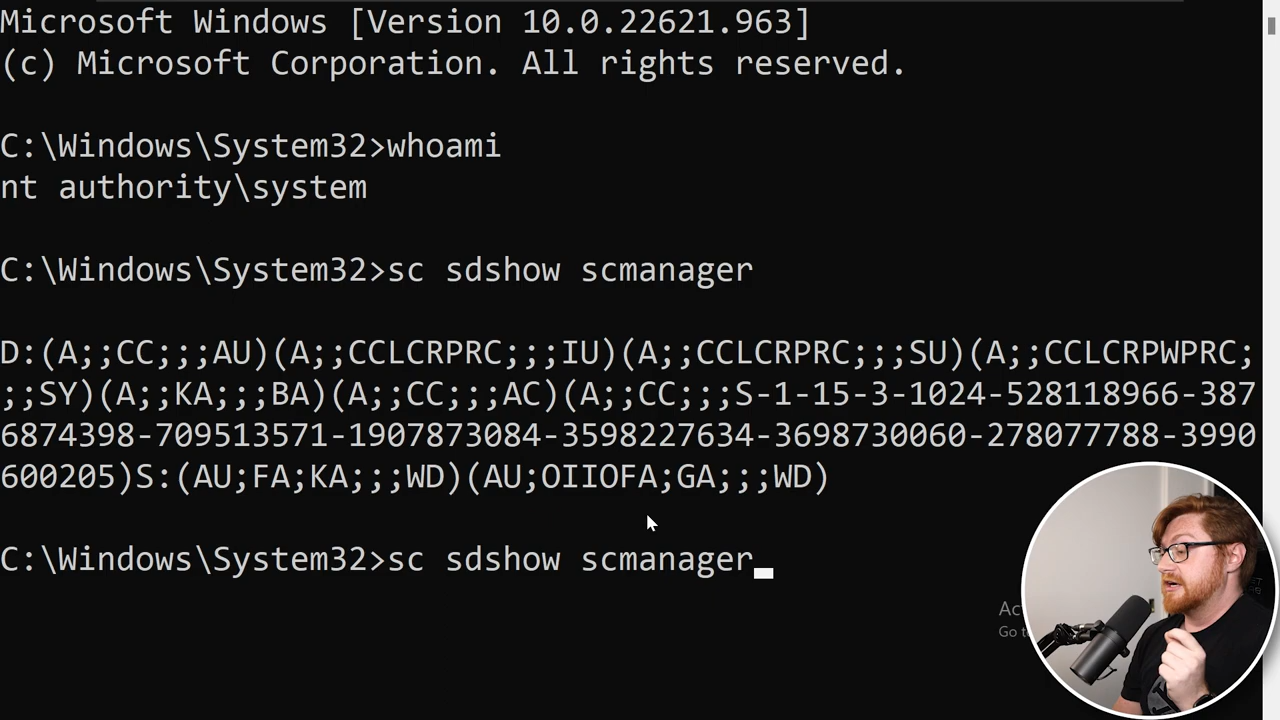 Microsoft Windows [Version 10.0.22621.963]
(c) Microsoft Corporation. All rights reserved.
C:\Windows\System32>whoami
nt authority\system
C:\Windows\System32>sc sdshow scmanager
D:(A;;CC;;;AU)(A;;CCLCRPRC;;;IU)(A;;CCLCRPRC;;;SU)(A;;CCLCRPWPRC;
;;SY)(A;;KA;;;BA)(A;;CC;;;AC)(A;;CC;;;S-1-15-3-1024-528118966-387
6874398-709513571-1907873084-3598227634-3698730060-278077788-3990
600205)S:(AU;FA;KA;;;WD)(AU;OIIOFA;GA;;;WD)
C:\Windows\System32>sc sdshow scmanager
Go